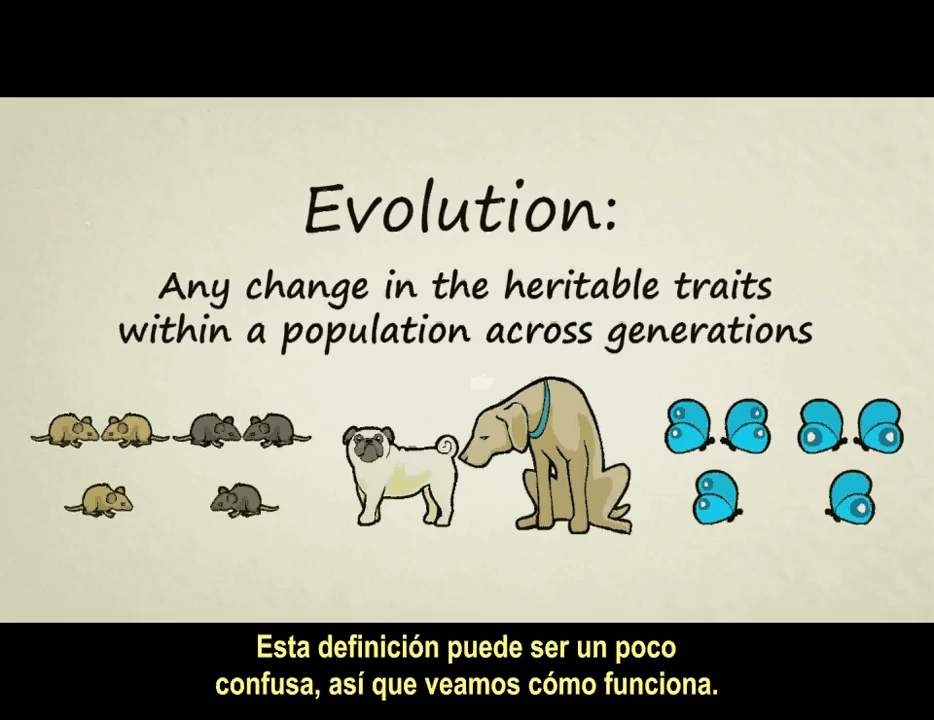 Evolution:
Any change in the heritable traits
within a population across generations
Esta definición puede ser un poco
confusa, así que veamos cómo funciona.